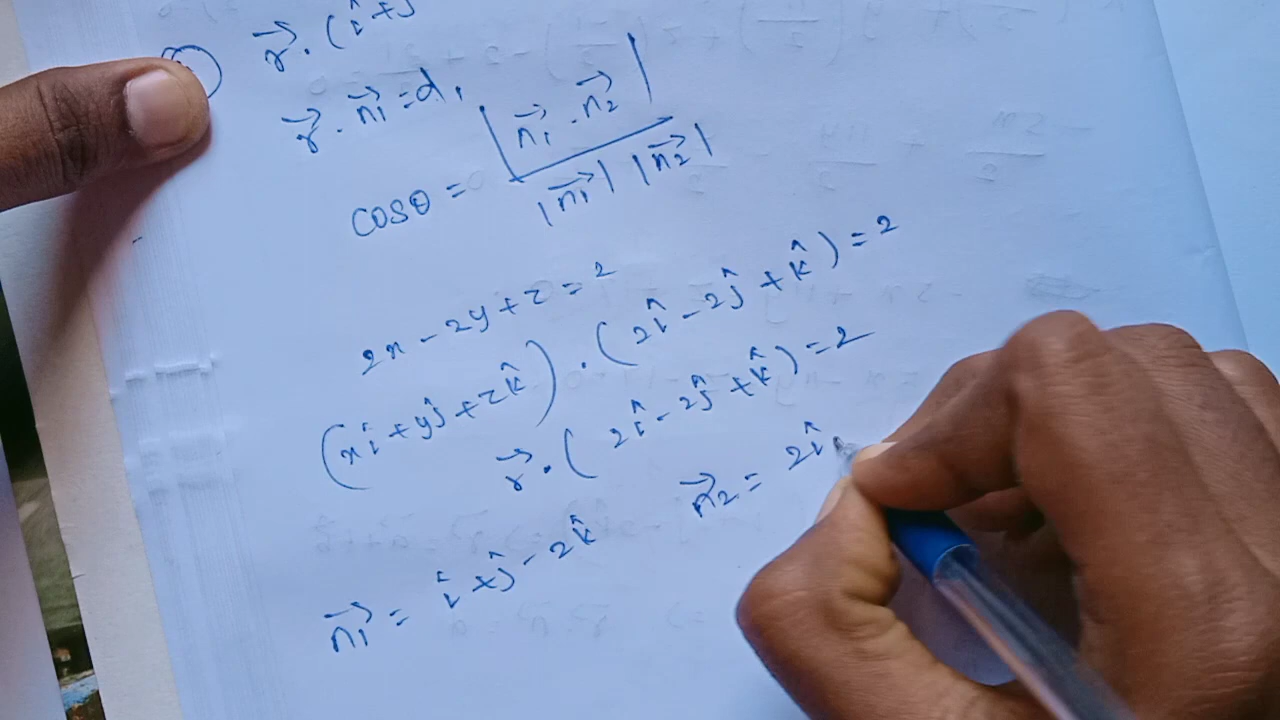 r⃗ . (î + j
r⃗ . n⃗1 = d1
cosθ = |n⃗1 . n⃗2| / |n⃗1| |n⃗2|
2x - 2y + z = 2
(xî + yĵ + zk̂) . (2î - 2ĵ + k̂) = 2
r⃗ . (2î - 2ĵ + k̂) = 2
n⃗1 = î + ĵ - 2k̂
n⃗2 = 2î